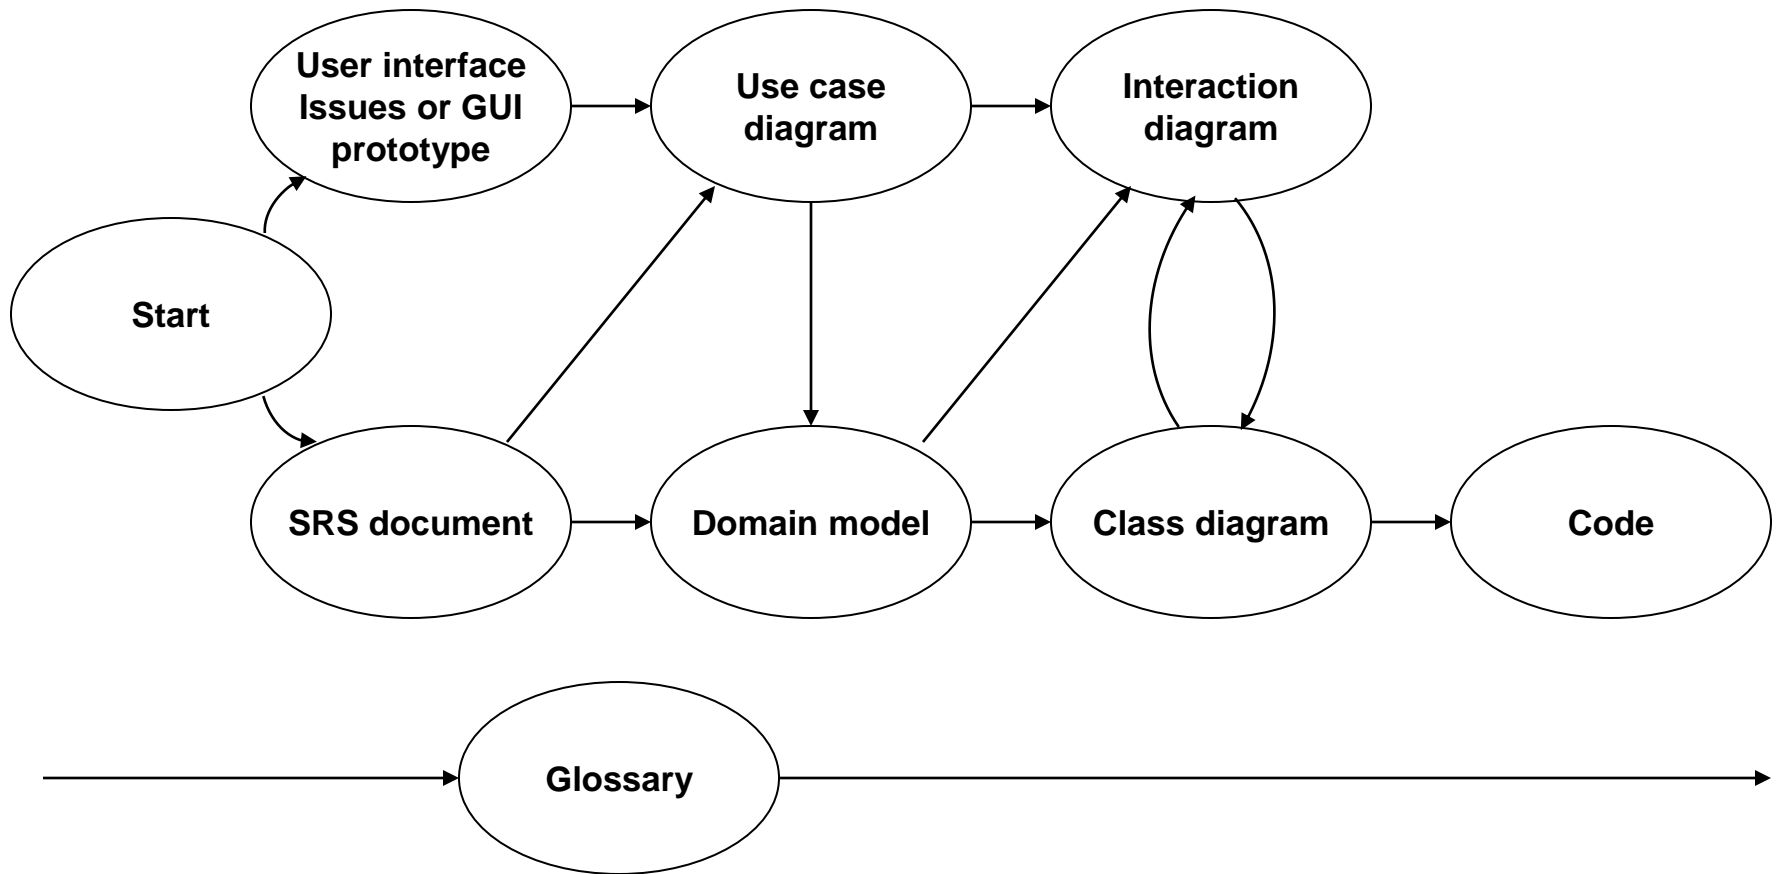 User interface
Issues or GUI
prototype
Use case
diagram
Interaction
diagram
Start
SRS document
Domain model
Class diagram
Code
Glossary